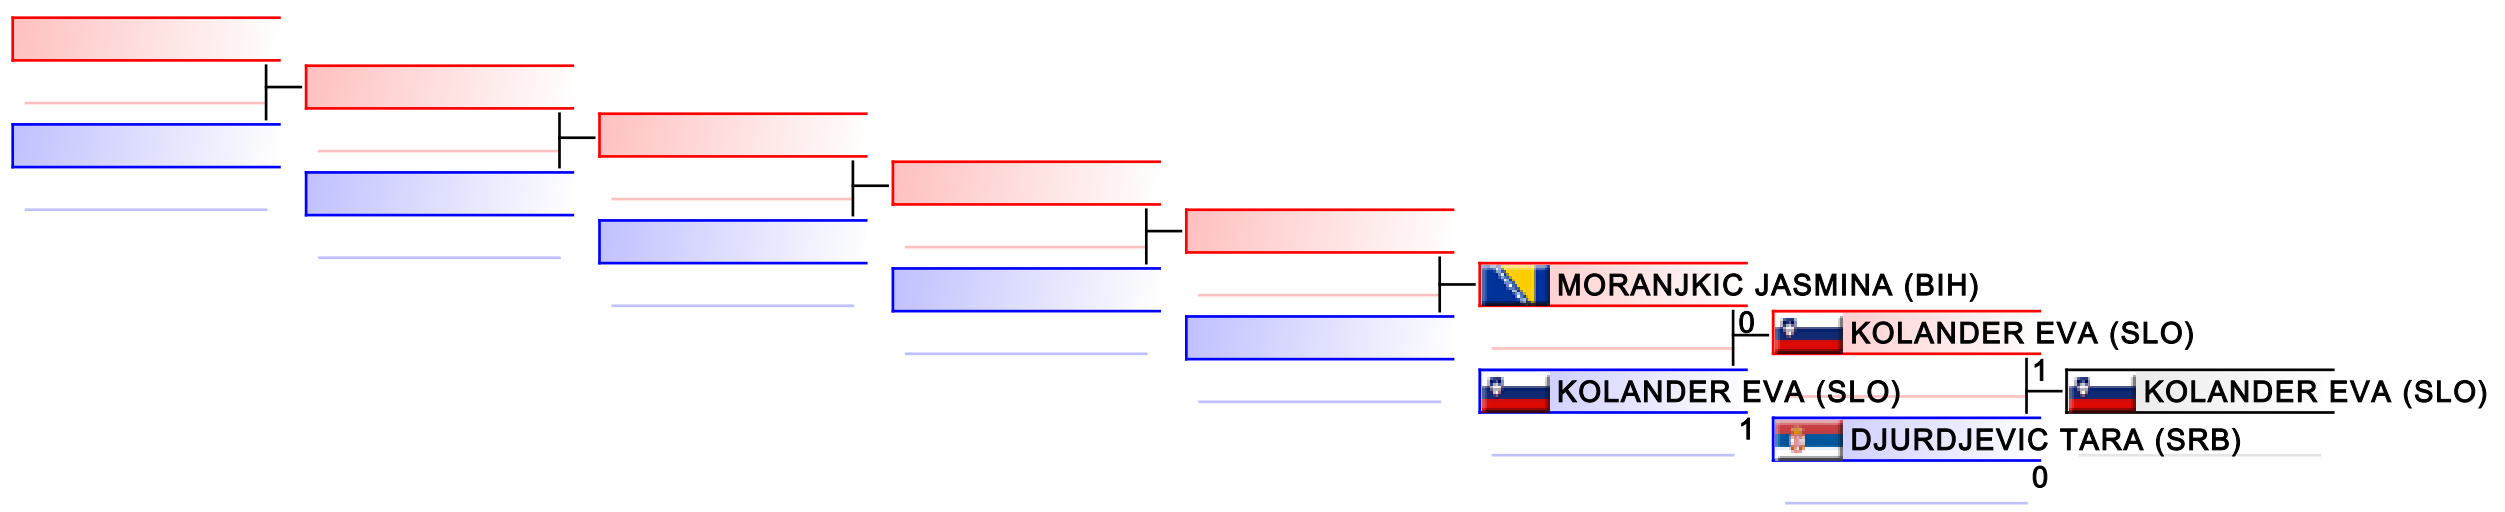 MORANJKIC JASMINA (BIH)
0
KOLANDER EVA (SLO)
1
KOLANDER EVA (SLO)
1
DJURDJEVIC TARA (SRB)
0
KOLANDER EVA (SLO)